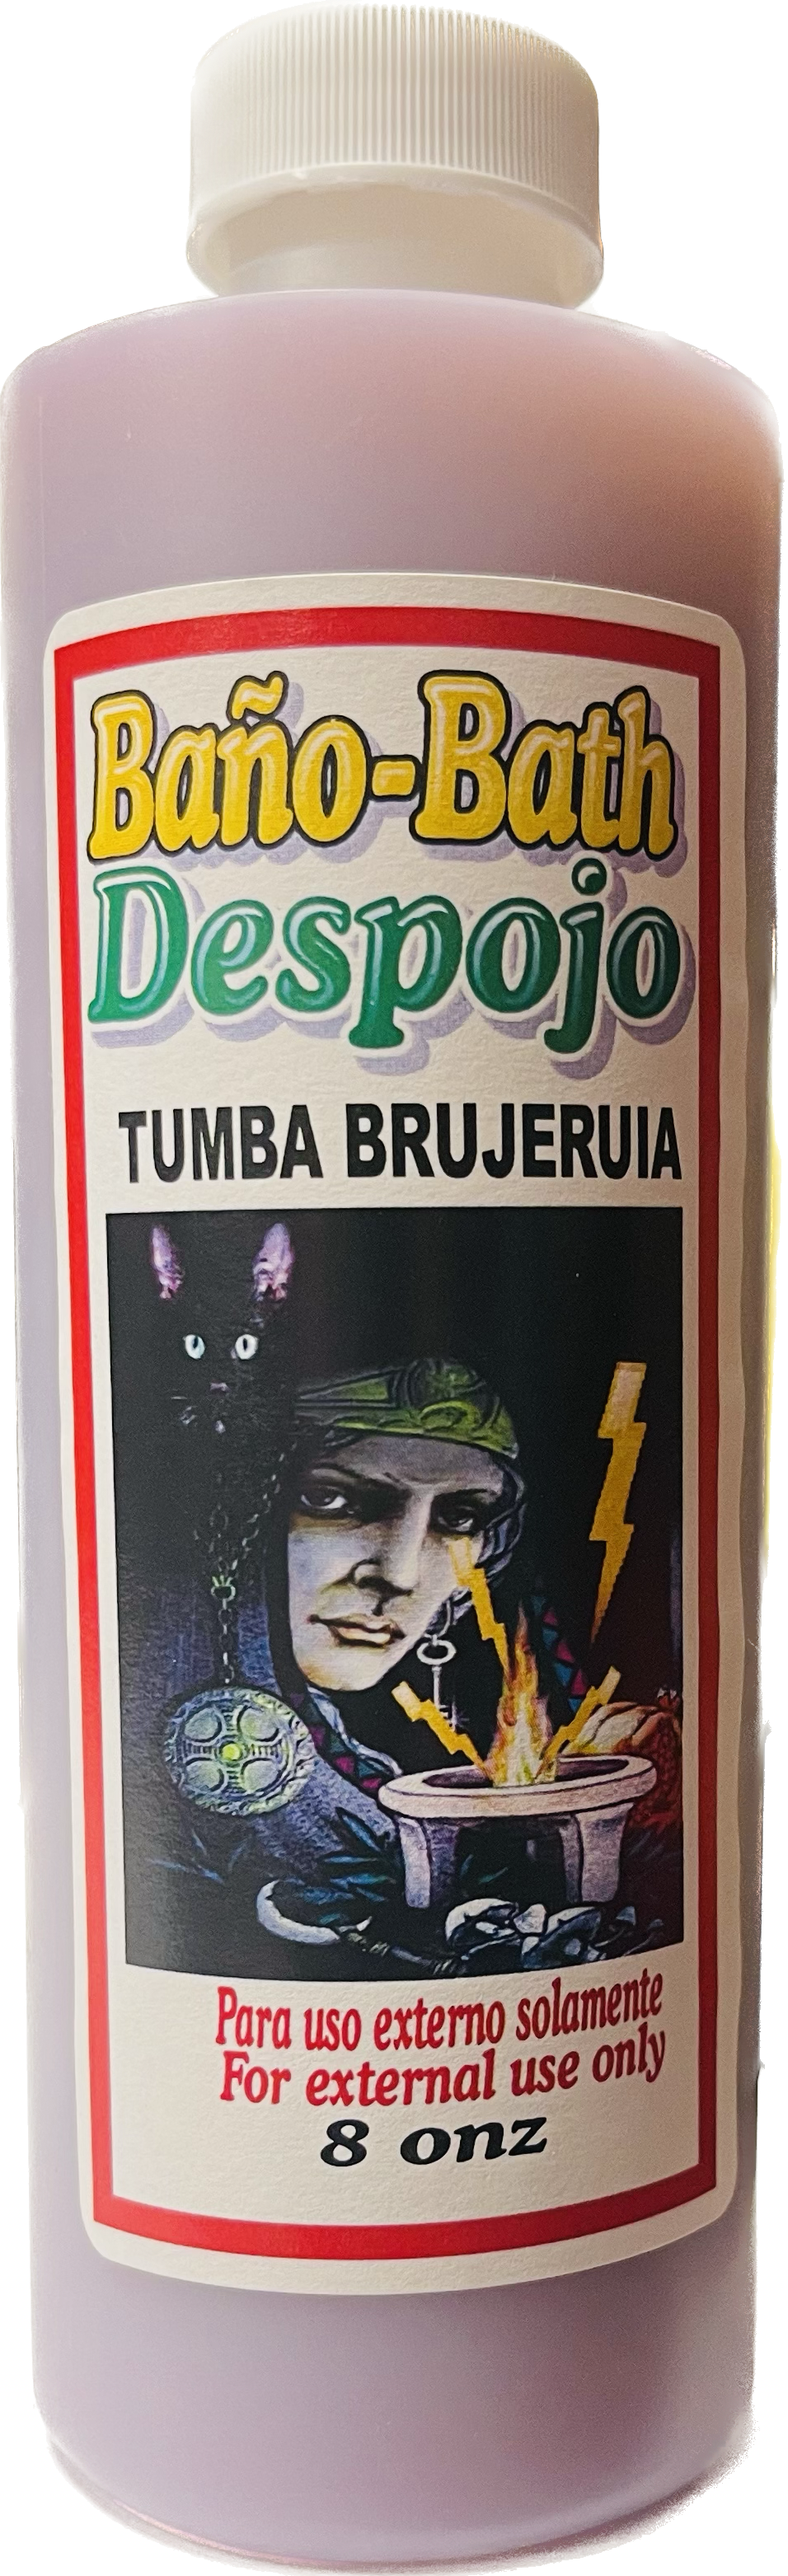 Baño-Bath
Despojo
TUMBA BRUJERUIA
Para uso externo solamente
For external use only
8 onz